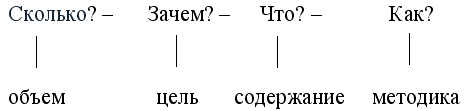 Сколько? – Зачем? – Что? – Как?
объем цель содержание методика